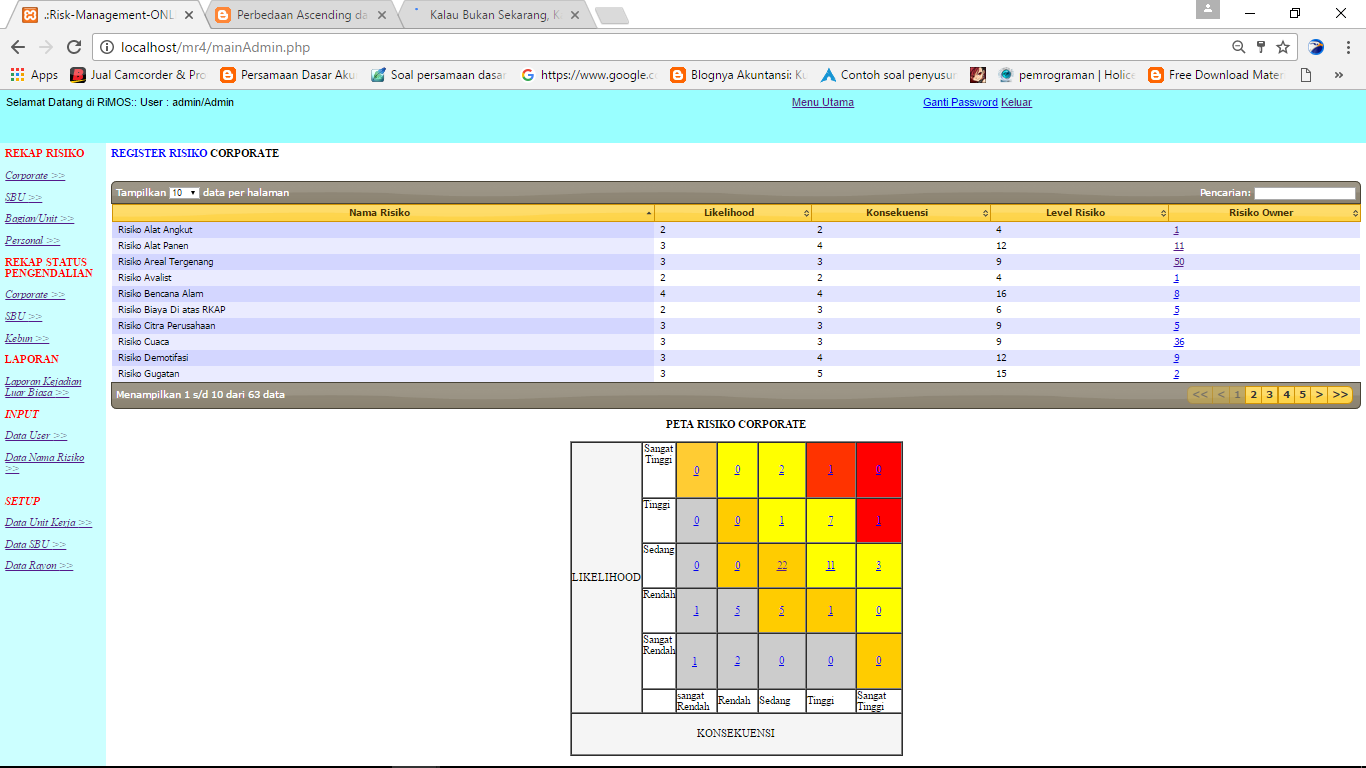 .:Risk-Management-ONL
Perbedaan Ascending da
Kalau Bukan Sekarang, K
localhost/mr4/mainAdmin.php
Apps Jual Camcorder & Pro Persamaan Dasar Aku Soal persamaan dasar https://www.google.c Blognya Akuntansi: Ku Contoh soal penyusun pemrograman | Holice Free Download Mater »
Selamat Datang di RiMOS:: User : admin/Admin Menu Utama Ganti Password Keluar
REKAP RISIKO
Corporate >>
SBU >>
Bagian/Unit >>
Personal >>
REKAP STATUS
PENGENDALIAN
Corporate >>
SBU >>
Kebun >>
LAPORAN
Laporan Kejadian
Luar Biasa >>
INPUT
Data User >>
Data Nama Risiko
>>
SETUP
Data Unit Kerja >>
Data SBU >>
Data Rayon >>
REGISTER RISIKO CORPORATE
Tampilkan 10 data per halaman Pencarian:
Nama Risiko Likelihood Konsekuensi Level Risiko Risiko Owner
Risiko Alat Angkut 2 2 4 1
Risiko Alat Panen 3 4 12 11
Risiko Areal Tergenang 3 3 9 50
Risiko Avalist 2 2 4 1
Risiko Bencana Alam 4 4 16 8
Risiko Biaya Di atas RKAP 2 3 6 5
Risiko Citra Perusahaan 3 3 9 5
Risiko Cuaca 3 3 9 36
Risiko Demotifasi 3 4 12 9
Risiko Gugatan 3 5 15 2
Menampilkan 1 s/d 10 dari 63 data << < 1 2 3 4 5 > >>
PETA RISIKO CORPORATE
LIKELIHOOD
Sangat
Tinggi 0 0 2 1 0
Tinggi 0 0 1 7 1
Sedang 0 0 22 11 3
Rendah 1 5 5 1 0
Sangat
Rendah 1 2 0 0 0
sangat
Rendah Rendah Sedang Tinggi Sangat
Tinggi
KONSEKUENSI